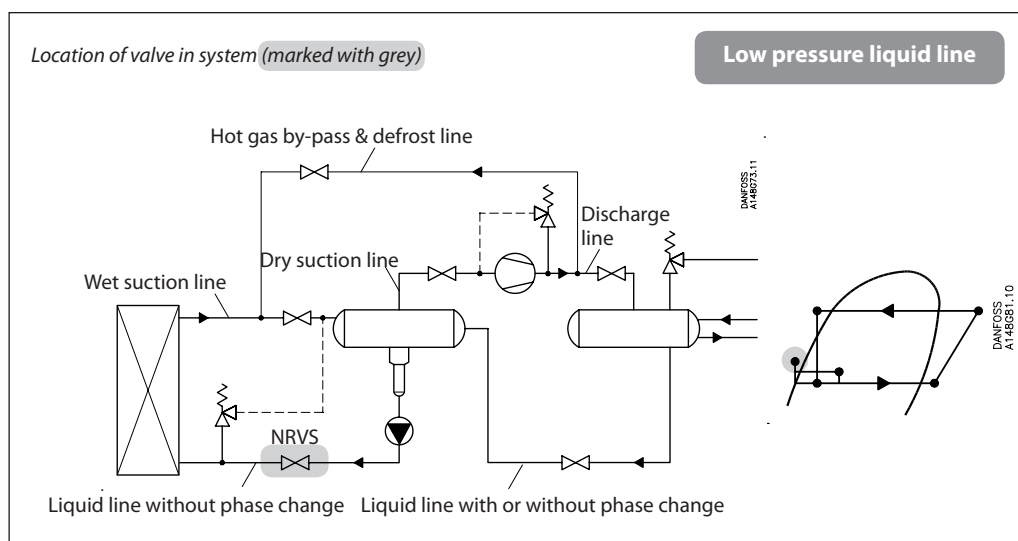 Location of valve in system (marked with grey)
Low pressure liquid line
Hot gas by-pass & defrost line
Discharge
line
Dry suction line
Wet suction line
NRVS
Liquid line without phase change
Liquid line with or without phase change
DANFOSS
A148G73.11
DANFOSS
A148G81.10